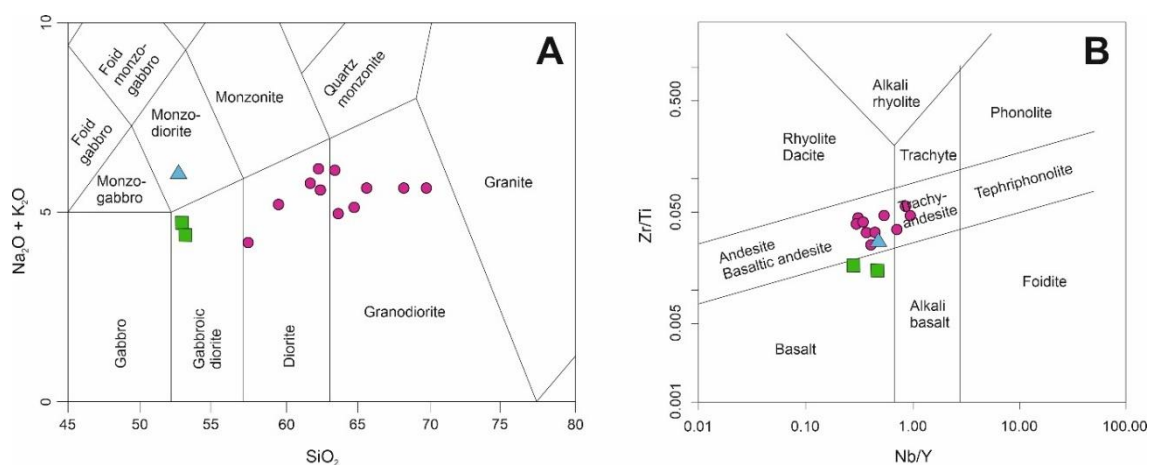 10
5
0
Na₂O + K₂O
Foid
monzo-
gabbro
Foid
gabbro
Monzo-
gabbro
Monzo-
diorite
Monzonite
Quartz
monzonite
A
Gabbro
Gabbroic
diorite
Diorite
Granodiorite
Granite
45
50
55
60
65
70
75
80
SiO₂
B
0.500
0.050
0.005
0.001
Zr/Ti
Alkali
rhyolite
Phonolite
Rhyolite
Dacite
Trachyte
Tephriphonolite
Trachy-
andesite
Andesite
Basaltic andesite
Foidite
Alkali
basalt
Basalt
0.01
0.10
1.00
10.00
100.00
Nb/Y